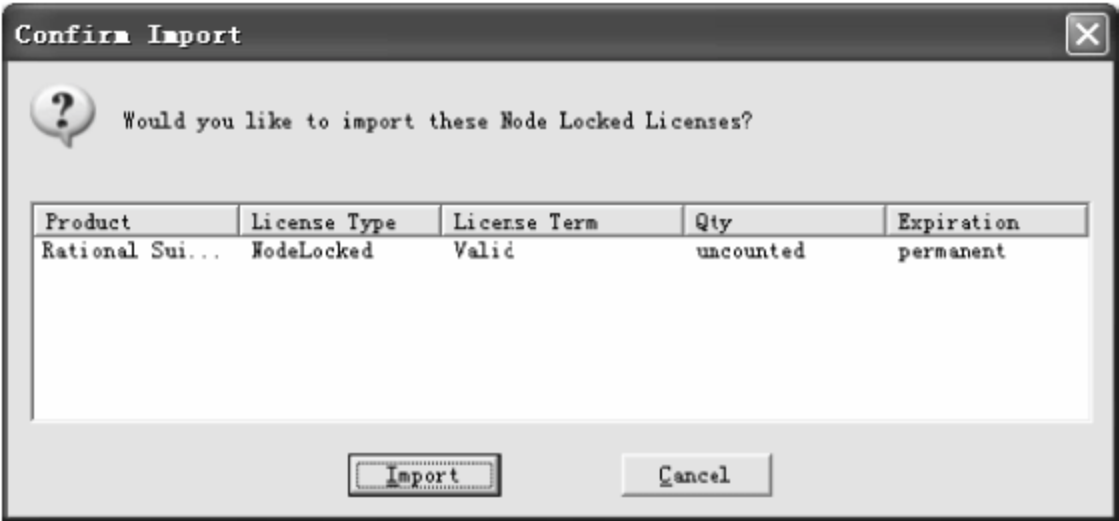 Confirm Import
Would you like to import these Node Locked Licenses?
Product License Type License Term Qty Expiration
Rational Sui... NodeLocked Valid uncounted permanent
Import Cancel